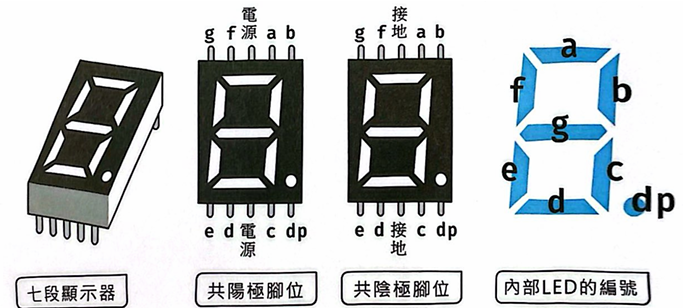 g f 電源 a b
g f 接地 a b
e d 電源 c dp
e d 接地 c dp
a
f b
g
e c
d dp
七段顯示器
共陽極腳位
共陰極腳位
內部LED的編號